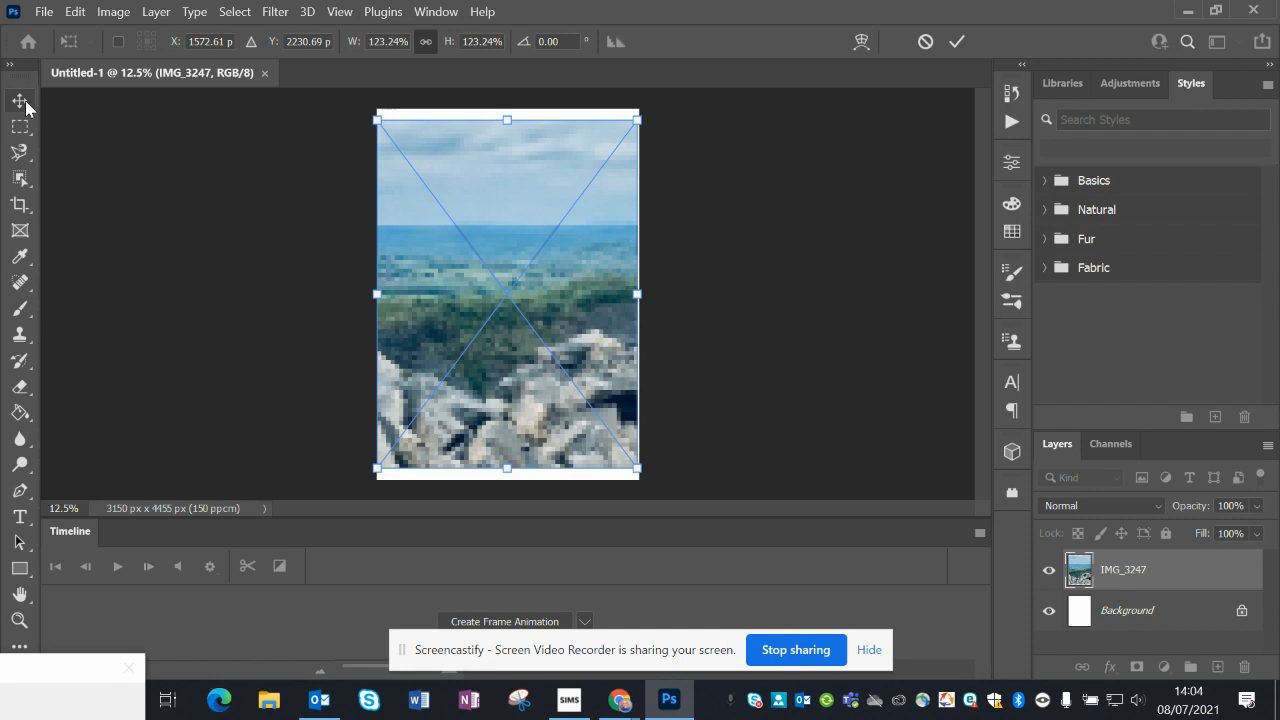 Ps File Edit Image Layer Type Select Filter 3D View Plugins Window Help
X: 1572.61 p Y: 2230.69 p W: 123.24% H: 123.24% 0.00 °
Untitled-1 @ 12.5% (IMG_3247, RGB/8) ×
Libraries Adjustments Styles
Search Styles
Basics
Natural
Fur
Fabric
Layers Channels
Kind
Normal Opacity: 100%
Lock: Fill: 100%
IMG_3247
Background
12.5% 3150 px x 4455 px (150 ppcm)
Timeline
Create Frame Animation
Screencastify - Screen Video Recorder is sharing your screen. Stop sharing Hide
SIMS Ps
14:04
08/07/2021